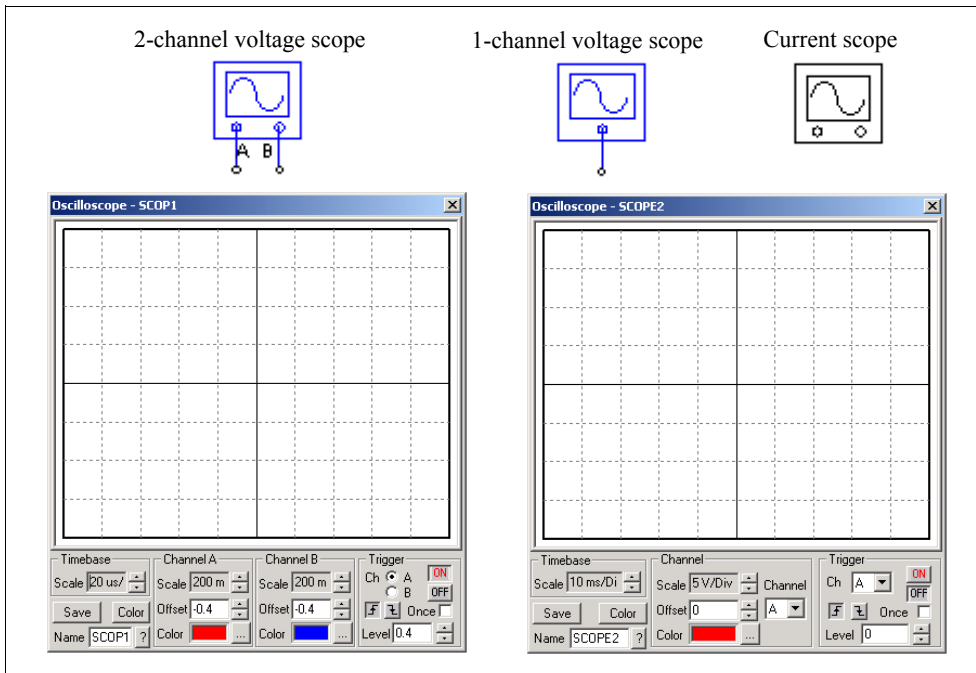 2-channel voltage scope 1-channel voltage scope Current scope
A B
Oscilloscope - SCOP1
Timebase Channel A Channel B Trigger
Scale 20 us/ Scale 200 m Scale 200 m Ch A ON
B OFF
Save Color Offset -0.4 Offset -0.4 Once
Name SCOP1 ? Color ... Color ... Level 0.4
Oscilloscope - SCOPE2
Timebase Channel Trigger
Scale 10 ms/Di Scale 5 V/Div Channel Ch A ON
OFF
Save Color Offset 0 A Once
Name SCOPE2 ? Color ... Level 0